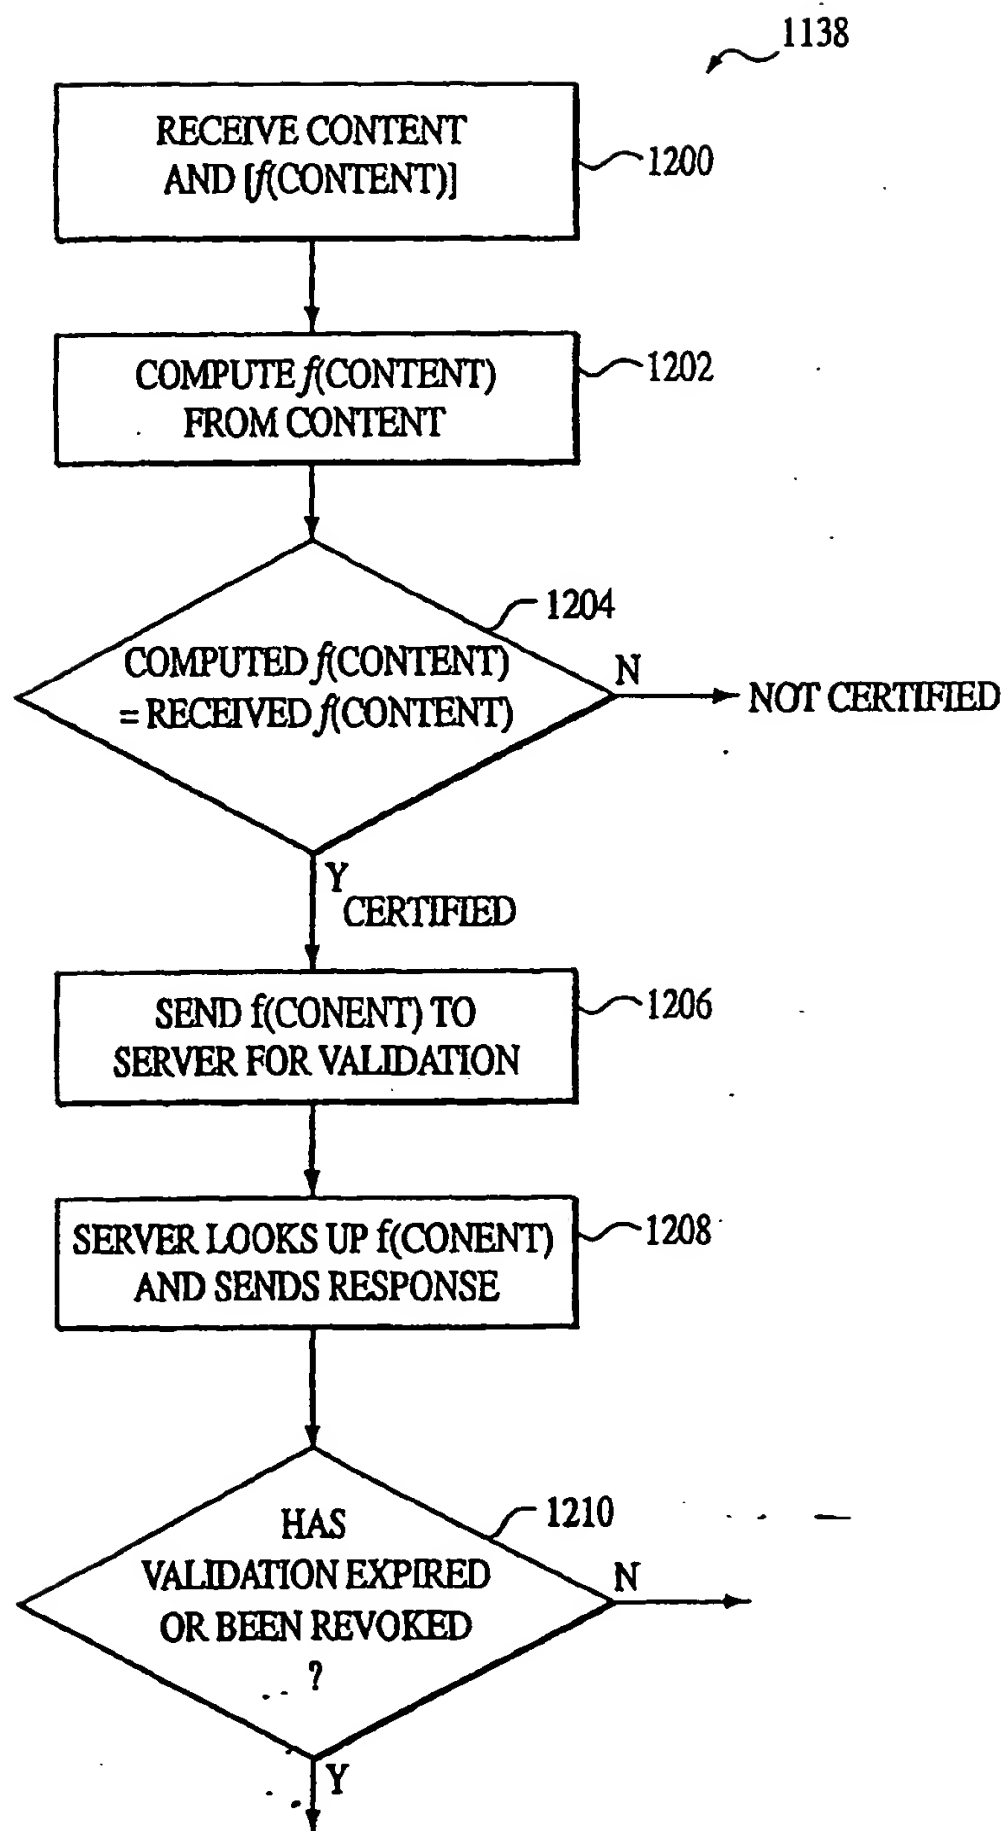 1138
RECEIVE CONTENT
AND [f(CONTENT)]
1200
COMPUTE f(CONTENT)
FROM CONTENT
1202
1204
COMPUTED f(CONTENT)
= RECEIVED f(CONTENT)
N
NOT CERTIFIED
Y
CERTIFIED
SEND f(CONENT) TO
SERVER FOR VALIDATION
1206
SERVER LOOKS UP f(CONENT)
AND SENDS RESPONSE
1208
1210
HAS
VALIDATION EXPIRED
OR BEEN REVOKED
?
N
Y